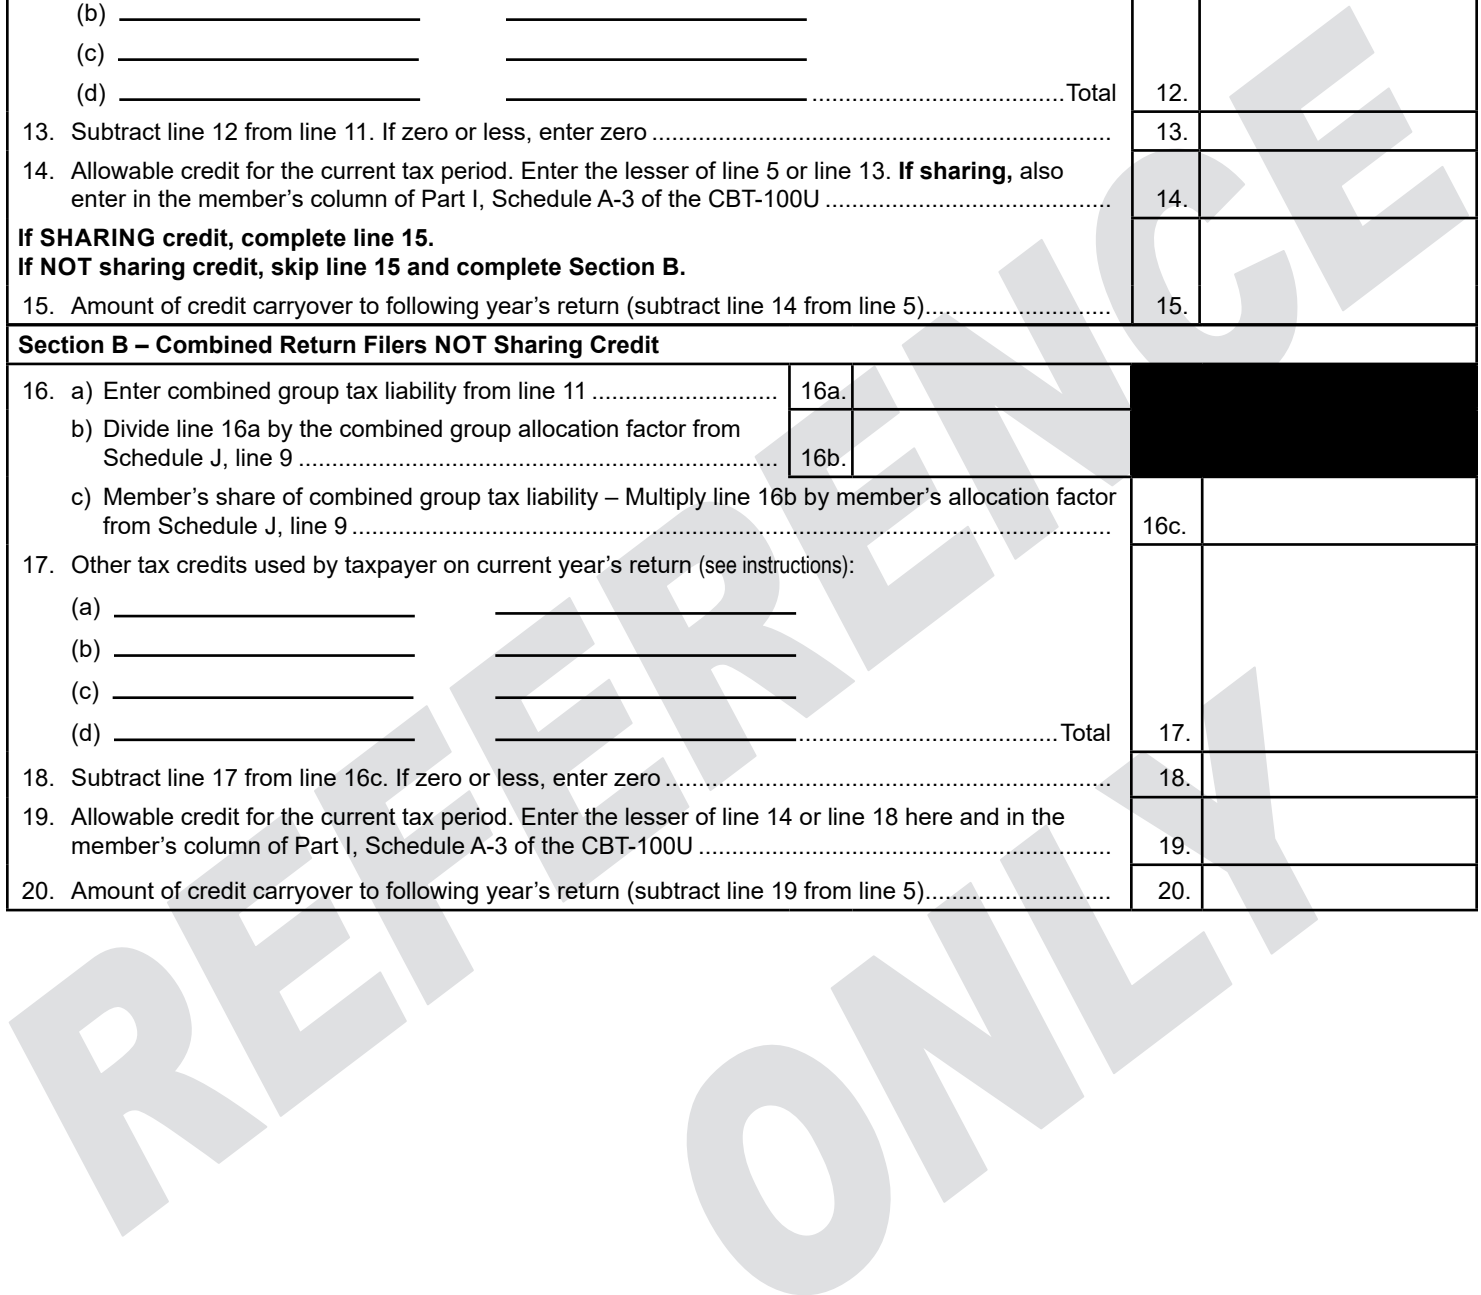 (b)
(c)
(d) ......................................Total 12.
13. Subtract line 12 from line 11. If zero or less, enter zero ..................................................................... 13.
14. Allowable credit for the current tax period. Enter the lesser of line 5 or line 13. If sharing, also
enter in the member’s column of Part I, Schedule A-3 of the CBT-100U ........................................... 14.
If SHARING credit, complete line 15.
If NOT sharing credit, skip line 15 and complete Section B.
15. Amount of credit carryover to following year’s return (subtract line 14 from line 5)............................ 15.
Section B – Combined Return Filers NOT Sharing Credit
16. a) Enter combined group tax liability from line 11 ............................ 16a.
b) Divide line 16a by the combined group allocation factor from
Schedule J, line 9 ........................................................................ 16b.
c) Member’s share of combined group tax liability – Multiply line 16b by member’s allocation factor
from Schedule J, line 9 .................................................................................................................. 16c.
17. Other tax credits used by taxpayer on current year’s return (see instructions):
(a)
(b)
(c)
(d) .......................................Total 17.
18. Subtract line 17 from line 16c. If zero or less, enter zero ................................................................... 18.
19. Allowable credit for the current tax period. Enter the lesser of line 14 or line 18 here and in the
member’s column of Part I, Schedule A-3 of the CBT-100U .............................................................. 19.
20. Amount of credit carryover to following year’s return (subtract line 19 from line 5)............................ 20.
REFERENCE
ONLY